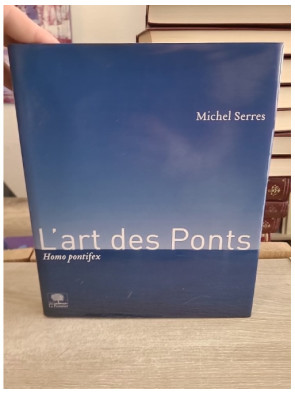 Michel Serres
L'art des Ponts
Homo pontifex